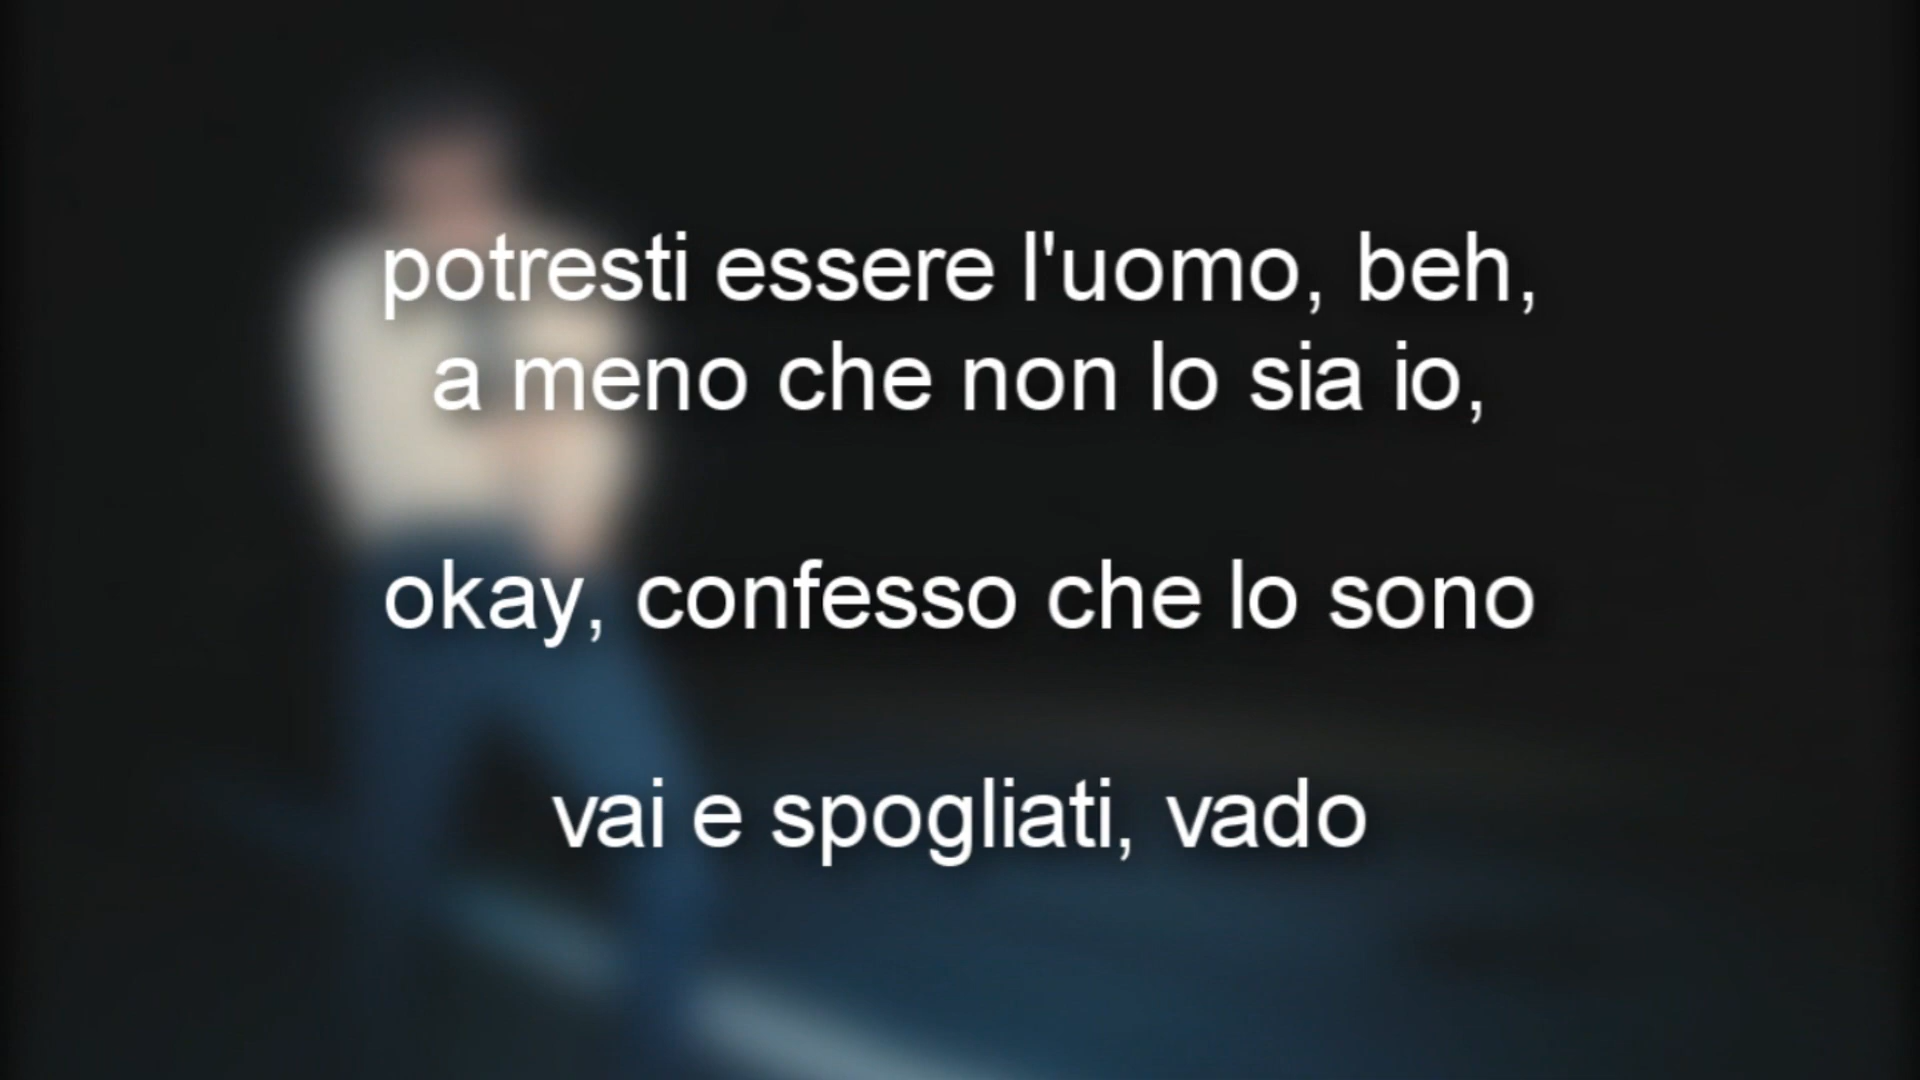 potresti essere l'uomo, beh,
a meno che non lo sia io,
okay, confesso che lo sono
vai e spogliati, vado